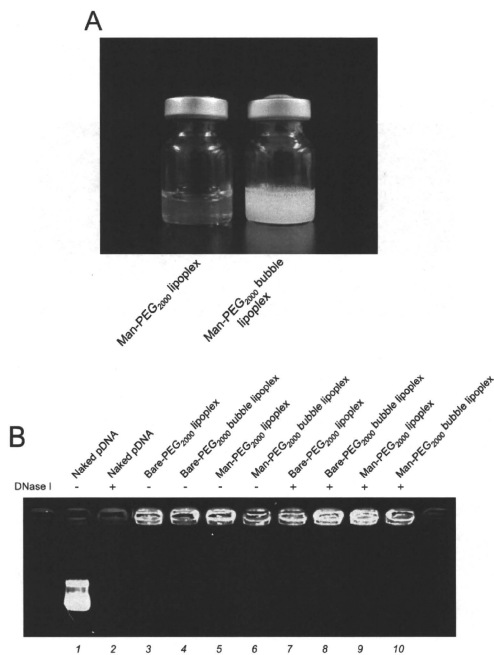 A
Man-PEG2000 lipoplex
Man-PEG2000 bubble
lipoplex
B
Naked pDNA
Naked pDNA
Bare-PEG2000 lipoplex
Bare-PEG2000 bubble lipoplex
Man-PEG2000 lipoplex
Man-PEG2000 bubble lipoplex
Bare-PEG2000 lipoplex
Bare-PEG2000 bubble lipoplex
Man-PEG2000 lipoplex
Man-PEG2000 bubble lipoplex
DNase I - + - - - - + + + +
1 2 3 4 5 6 7 8 9 10